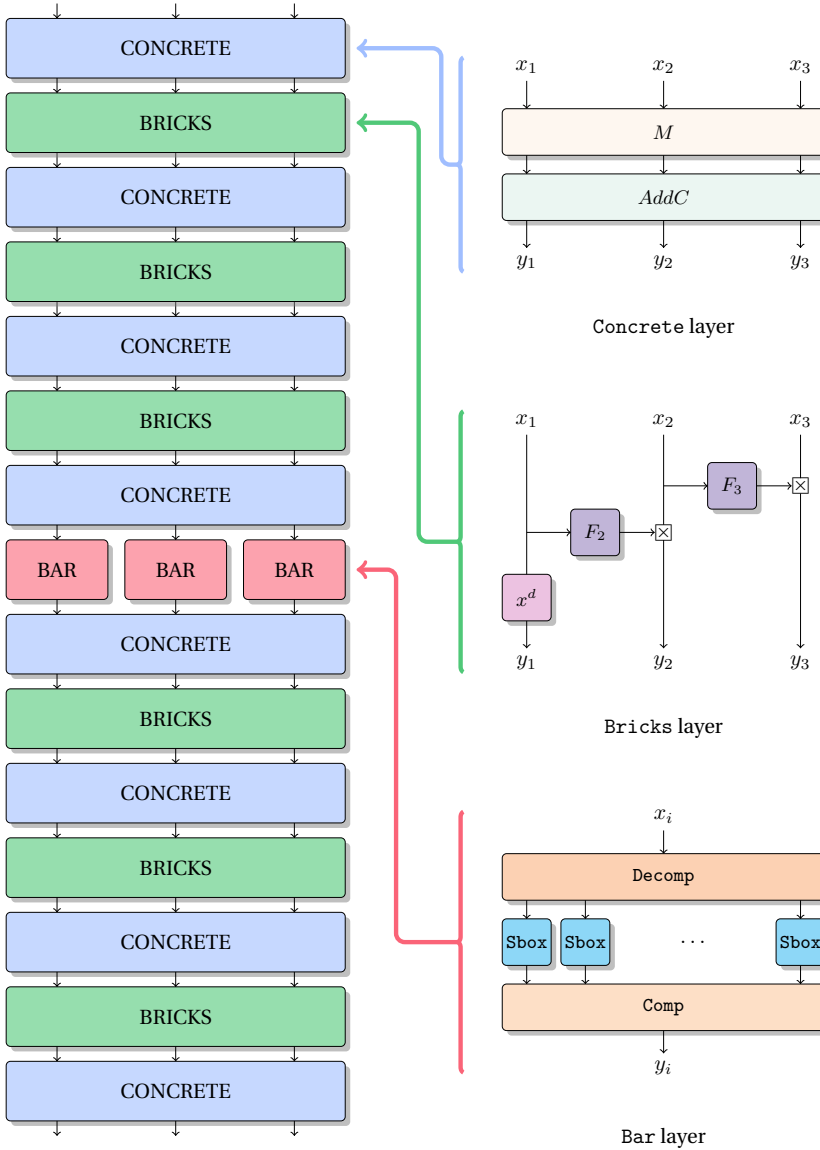 CONCRETE
BRICKS
CONCRETE
BRICKS
CONCRETE
BRICKS
CONCRETE
BAR BAR BAR
CONCRETE
BRICKS
CONCRETE
BRICKS
CONCRETE
BRICKS
CONCRETE
x₁ x₂ x₃
M
AddC
y₁ y₂ y₃
Concrete layer
x₁ x₂ x₃
F₃
F₂
xᵈ
y₁ y₂ y₃
Bricks layer
xᵢ
Decomp
Sbox Sbox ... Sbox
Comp
yᵢ
Bar layer